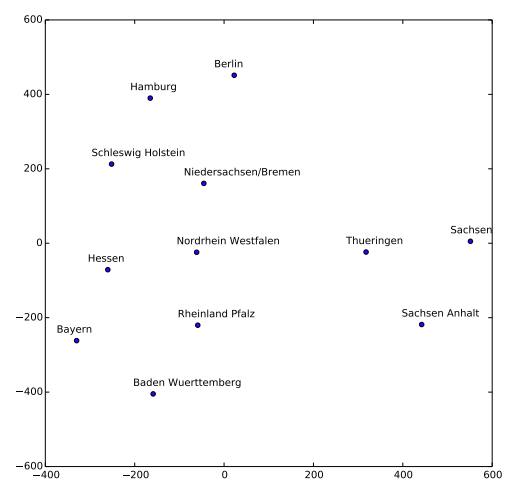 600
Berlin
400
Hamburg
Schleswig Holstein
200
Niedersachsen/Bremen
Nordrhein Westfalen
Thueringen
Sachsen
0
Hessen
Rheinland Pfalz
Sachsen Anhalt
−200
Bayern
Baden Wuerttemberg
−400
−600
−400 −200 0 200 400 600